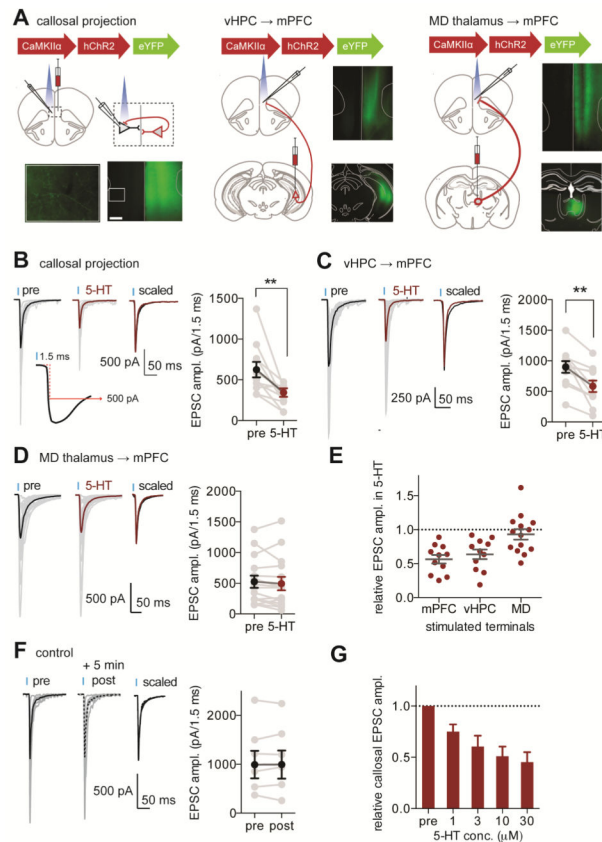 A
callosal projection
CaMKIIα hChR2 eYFP
vHPC → mPFC
CaMKIIα hChR2 eYFP
MD thalamus → mPFC
CaMKIIα hChR2 eYFP
B callosal projection
pre 5-HT scaled
500 pA 50 ms
1.5 ms
500 pA
EPSC ampl. (pA/1.5 ms)
1500
1000
500
0
**
pre 5-HT
C vHPC → mPFC
pre 5-HT scaled
250 pA 50 ms
EPSC ampl. (pA/1.5 ms)
2000
1500
1000
500
0
**
pre 5-HT
D MD thalamus → mPFC
pre 5-HT scaled
500 pA 50 ms
EPSC ampl. (pA/1.5 ms)
2000
1500
1000
500
0
pre 5-HT
E
relative EPSC ampl. in 5-HT
1.5
1.0
0.5
0
mPFC vHPC MD
stimulated terminals
F control
+ 5 min
pre post scaled
500 pA 50 ms
EPSC ampl. (pA/1.5 ms)
3000
2000
1000
0
pre post
G
relative callosal EPSC ampl.
1.0
0.5
0
pre 1 3 10 30
5-HT conc. (µM)